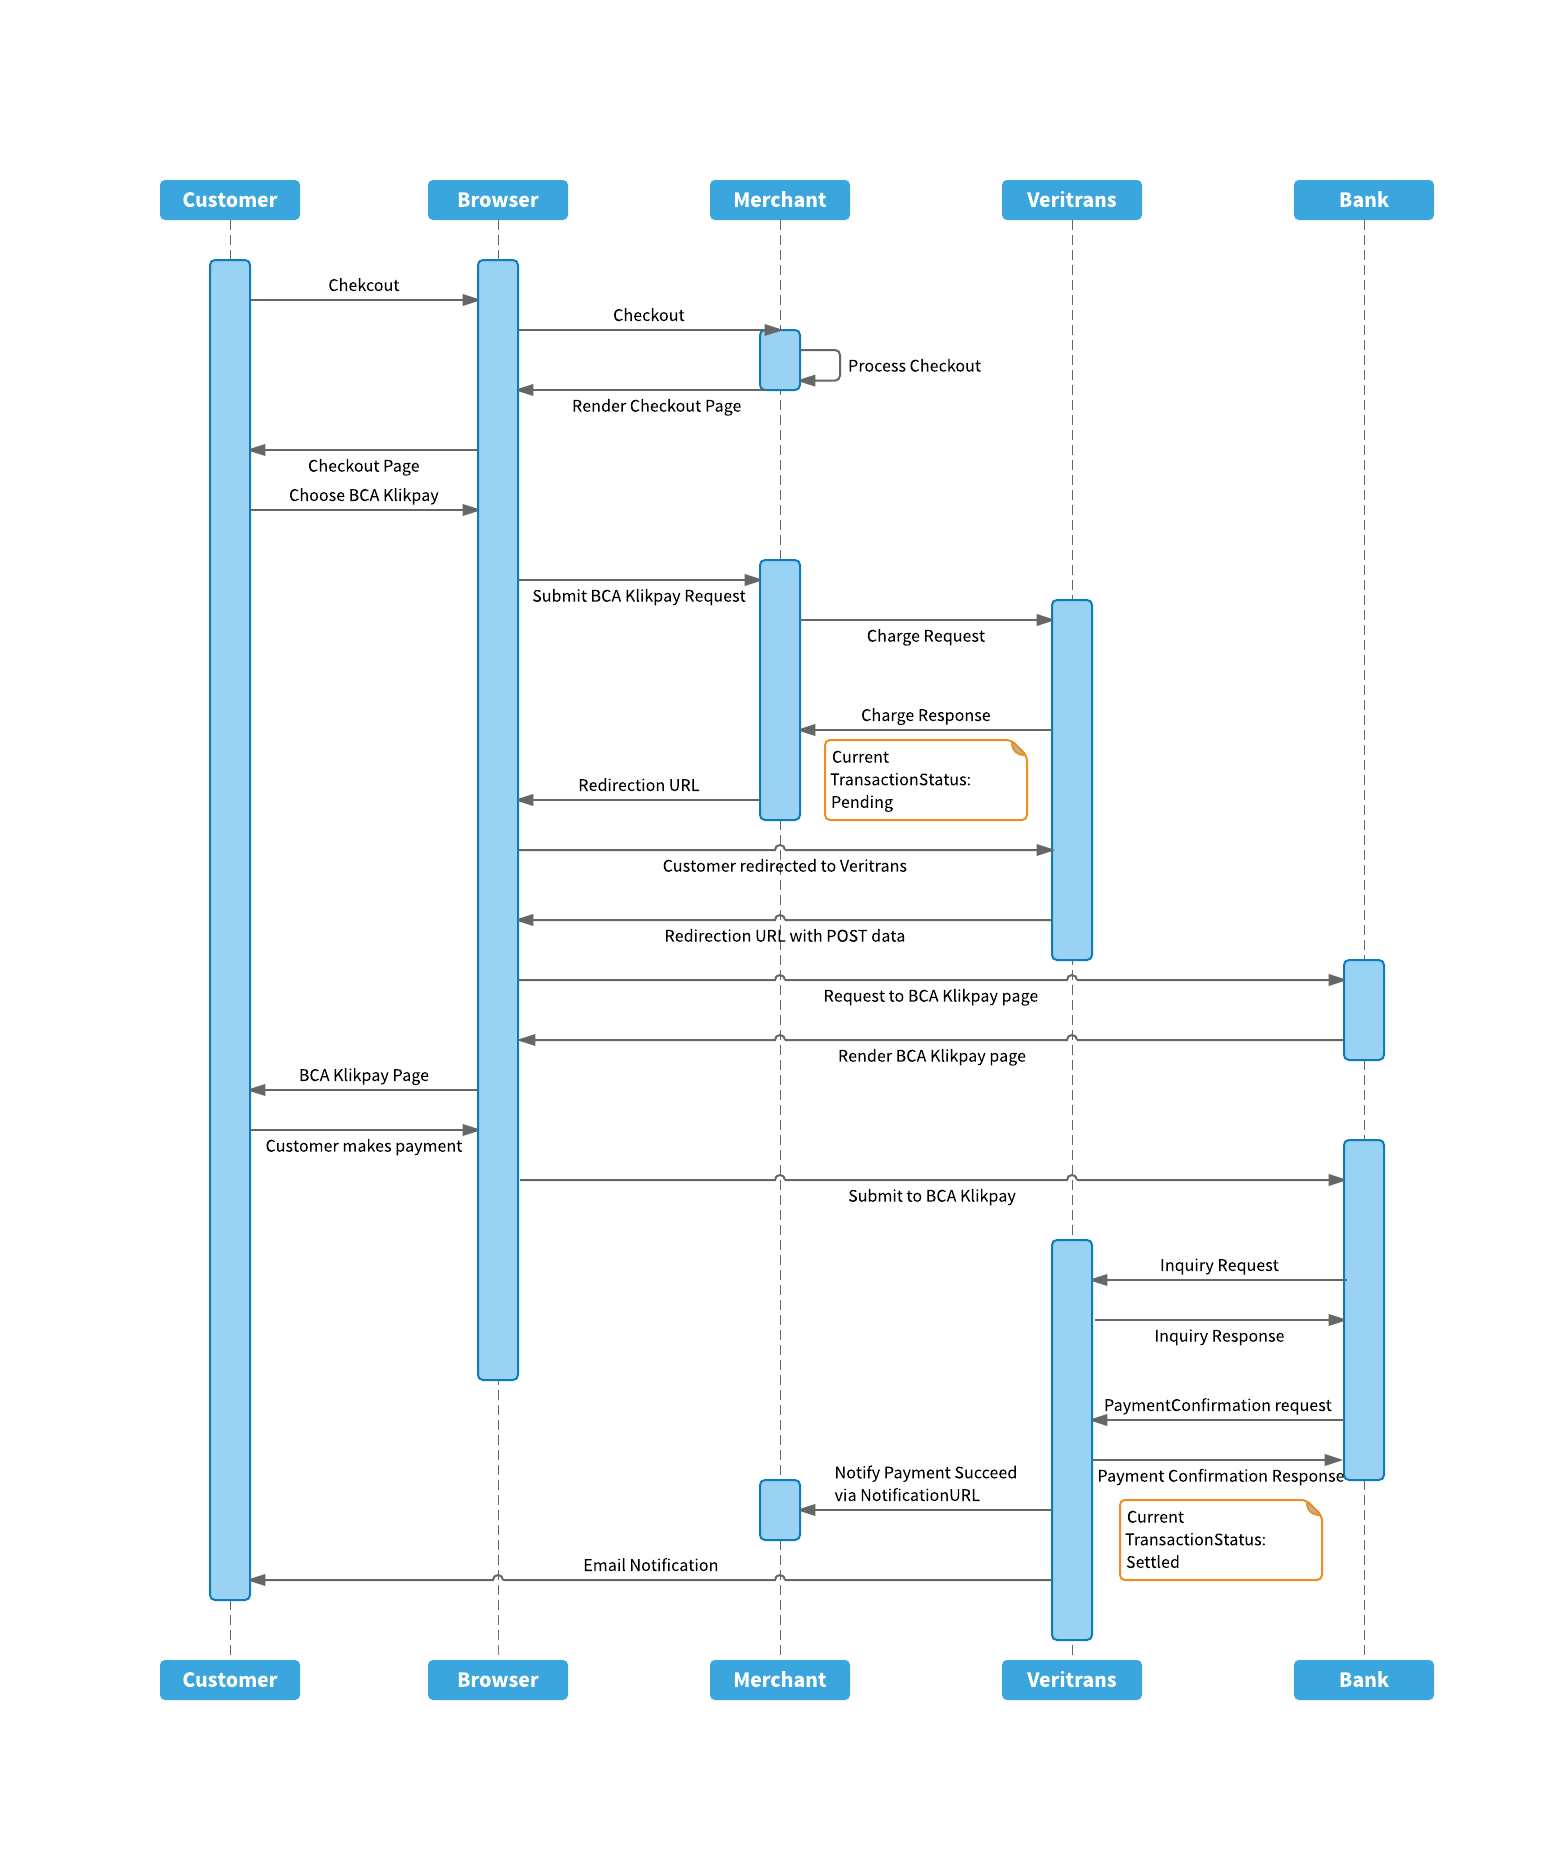 Customer
Browser
Merchant
Veritrans
Bank
Chekcout
Checkout
Process Checkout
Render Checkout Page
Checkout Page
Choose BCA Klikpay
Submit BCA Klikpay Request
Charge Request
Charge Response
Current
TransactionStatus:
Pending
Redirection URL
Customer redirected to Veritrans
Redirection URL with POST data
Request to BCA Klikpay page
Render BCA Klikpay page
BCA Klikpay Page
Customer makes payment
Submit to BCA Klikpay
Inquiry Request
Inquiry Response
PaymentConfirmation request
Payment Confirmation Response
Notify Payment Succeed
via NotificationURL
Current
TransactionStatus:
Settled
Email Notification
Customer
Browser
Merchant
Veritrans
Bank